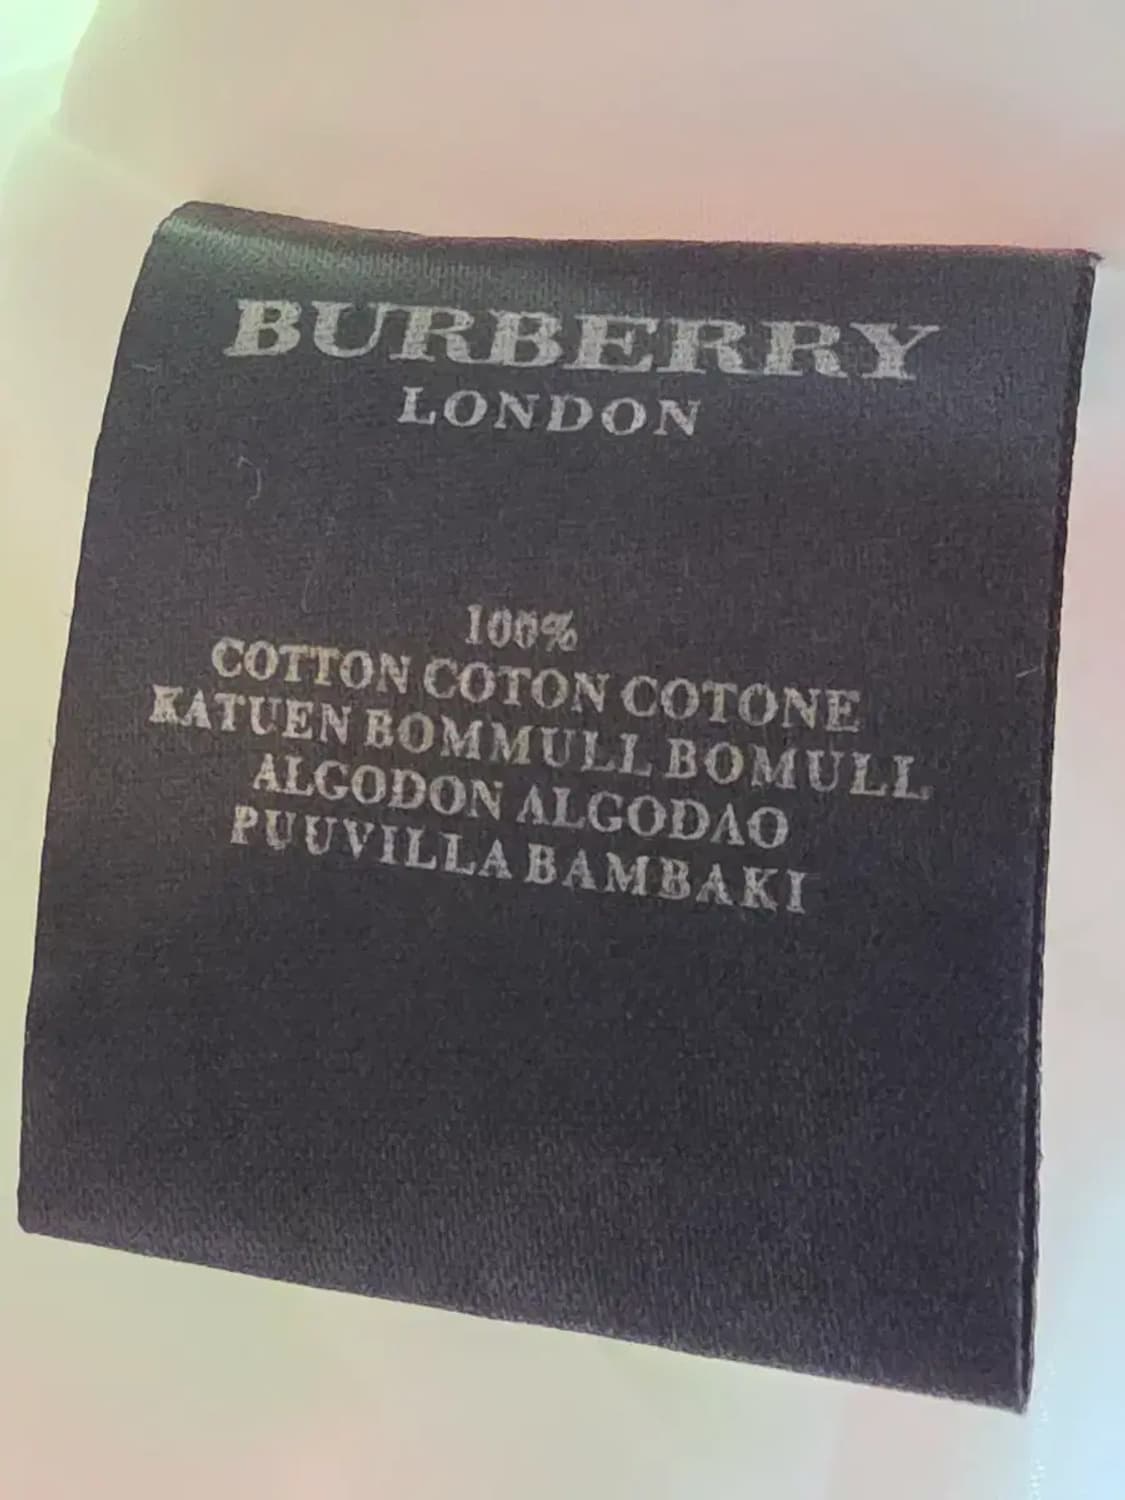 BURBERRY
LONDON
100%
COTTON COTON COTONE
KATUEN BOMMULL BOMULL
ALGODON ALGODAO
PUUVILLA BAMBAKI